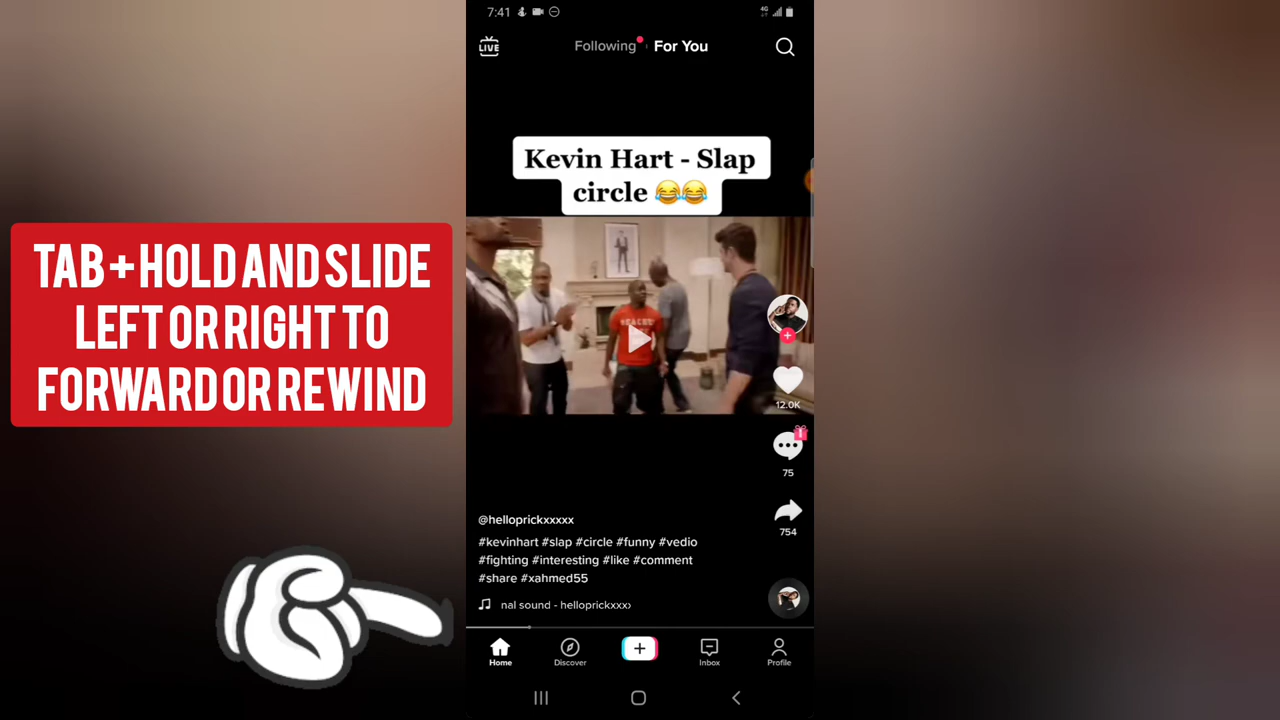 7:41
4G
LIVE
Following
For You
Kevin Hart - Slap
circle 😂😂
TAB + HOLD AND SLIDE
LEFT OR RIGHT TO
FORWARD OR REWIND
12.0K
75
754
@helloprickxxxxx
#kevinhart #slap #circle #funny #vedio
#fighting #interesting #like #comment
#share #xahmed55
nal sound - helloprickxxx
Home
Discover
Inbox
Profile